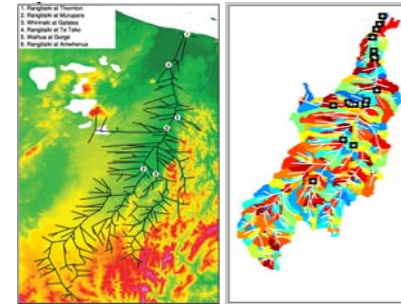 1. Rangitaiki at Thornton
2. Rangitaiki at Murupara
3. Whirinaki at Galatea
4. Rangitaiki at Te Teko
5. Waihua at Gorge
6. Rangitaiki at Aniwhenua